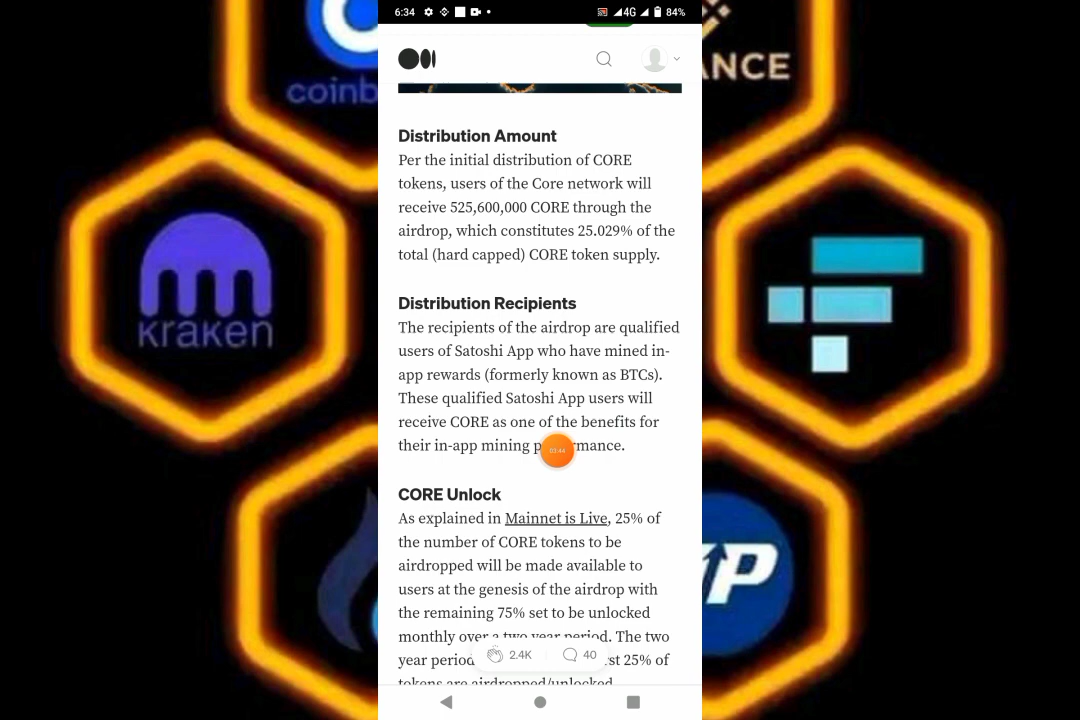 6:34
4G
84%
coinb
ANCE
Distribution Amount
Per the initial distribution of CORE
tokens, users of the Core network will
receive 525,600,000 CORE through the
airdrop, which constitutes 25.029% of the
total (hard capped) CORE token supply.
kraken
Distribution Recipients
The recipients of the airdrop are qualified
users of Satoshi App who have mined in-
app rewards (formerly known as BTCs).
These qualified Satoshi App users will
receive CORE as one of the benefits for
their in-app mining p rmance.
03:44
CORE Unlock
As explained in Mainnet is Live, 25% of
the number of CORE tokens to be
airdropped will be made available to
users at the genesis of the airdrop with
the remaining 75% set to be unlocked
monthly over a two year period. The two
year period rst 25% of
tokens are airdropped/unlocked
2.4K
40
P